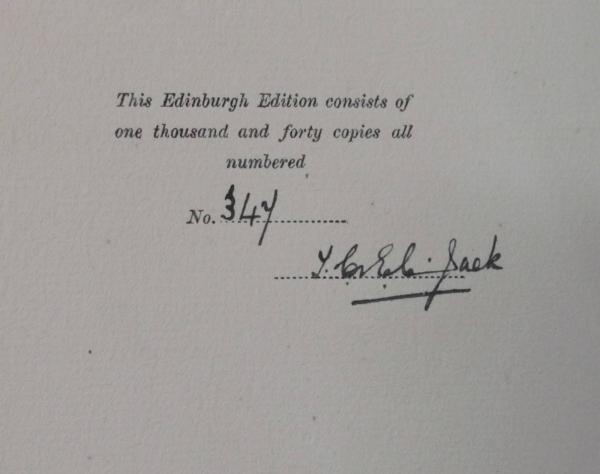 This Edinburgh Edition consists of
one thousand and forty copies all
numbered
No. 347
T. C. & E. C. Jack